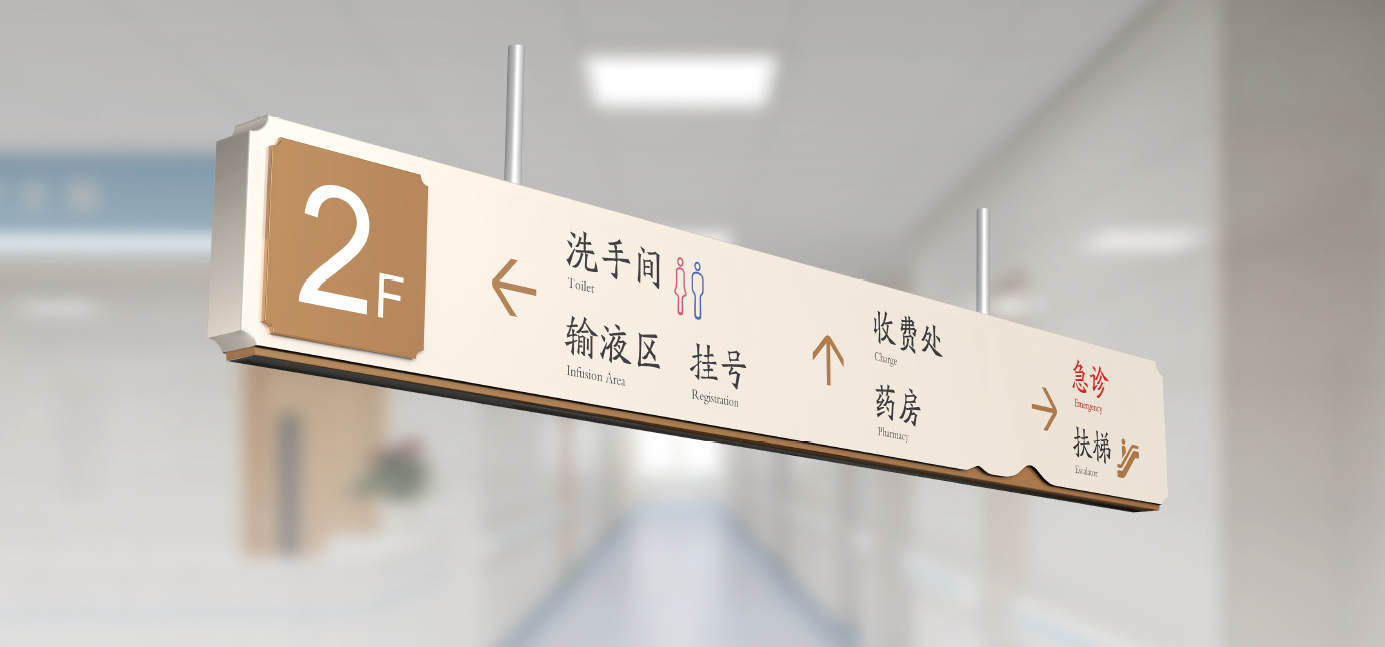 2F
洗手间
Toilet
输液区 挂号
Infusion Area Registration
收费处
Charge
药房
Pharmacy
急诊
Emergency
扶梯
Escalator